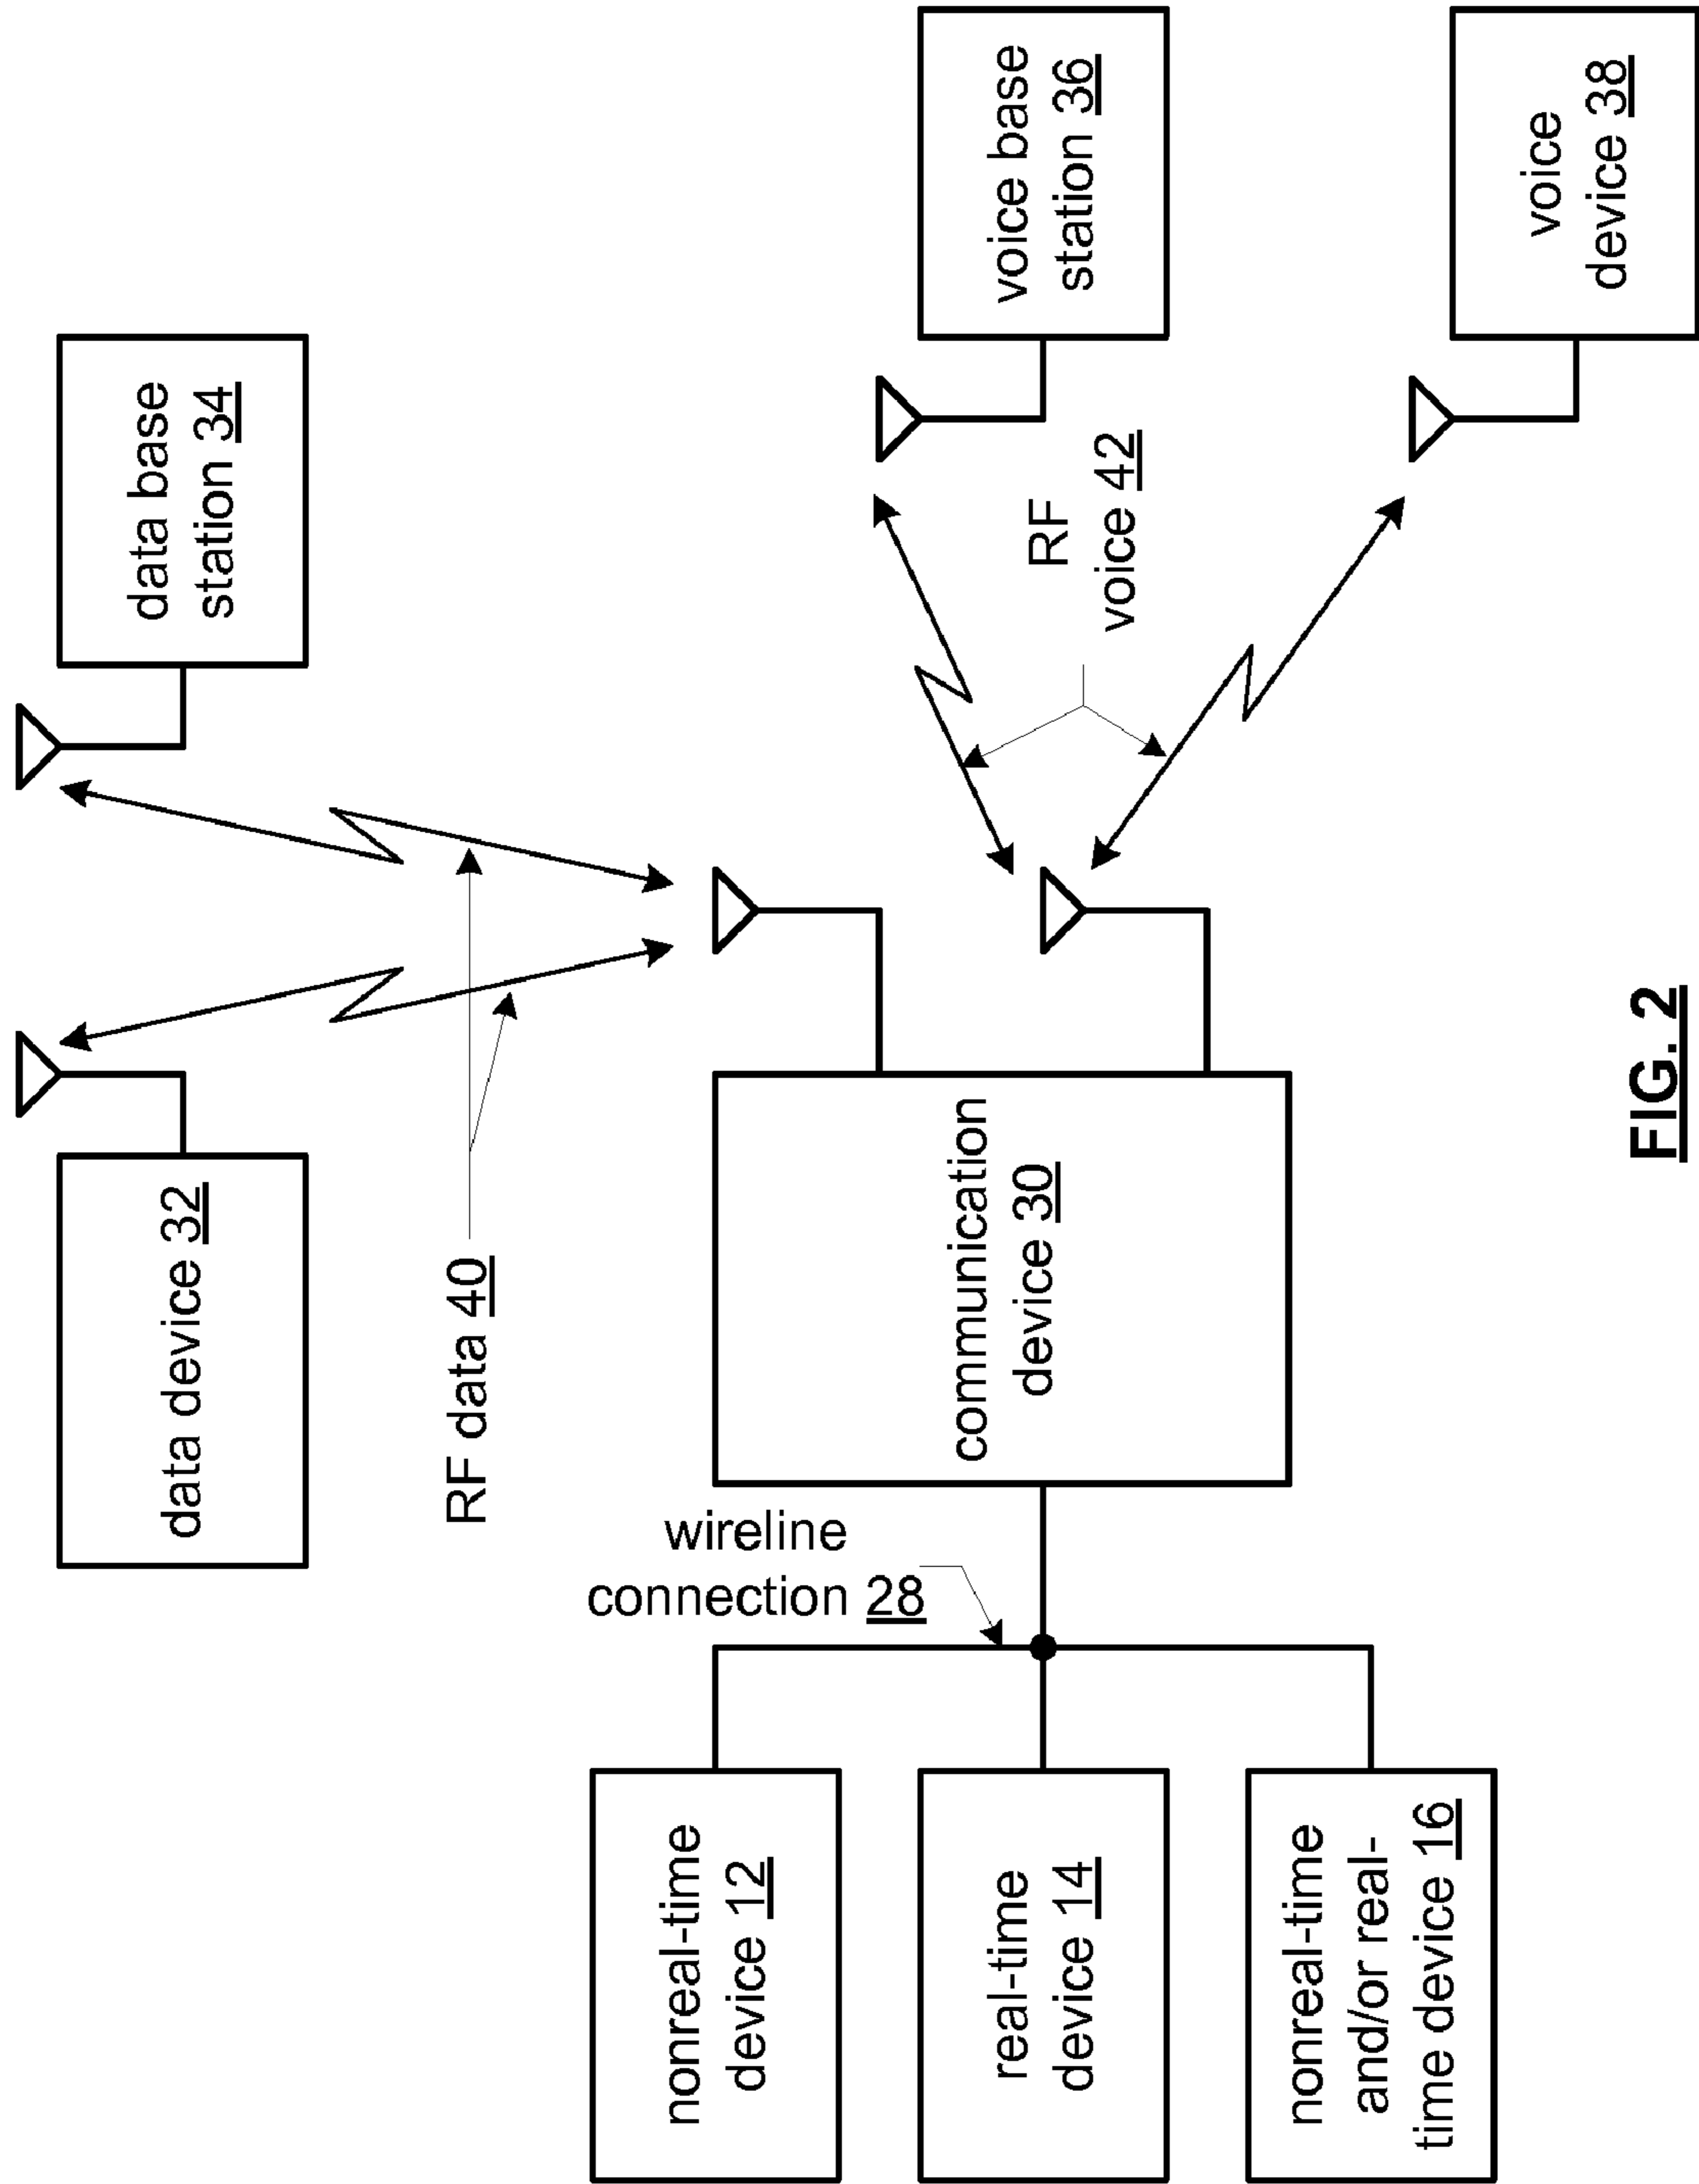 data device 32
data base
station 34
RF data 40
wireline
connection 28
communication
device 30
RF
voice 42
voice base
station 36
voice
device 38
nonreal-time
device 12
real-time
device 14
nonreal-time
and/or real-
time device 16
FIG. 2